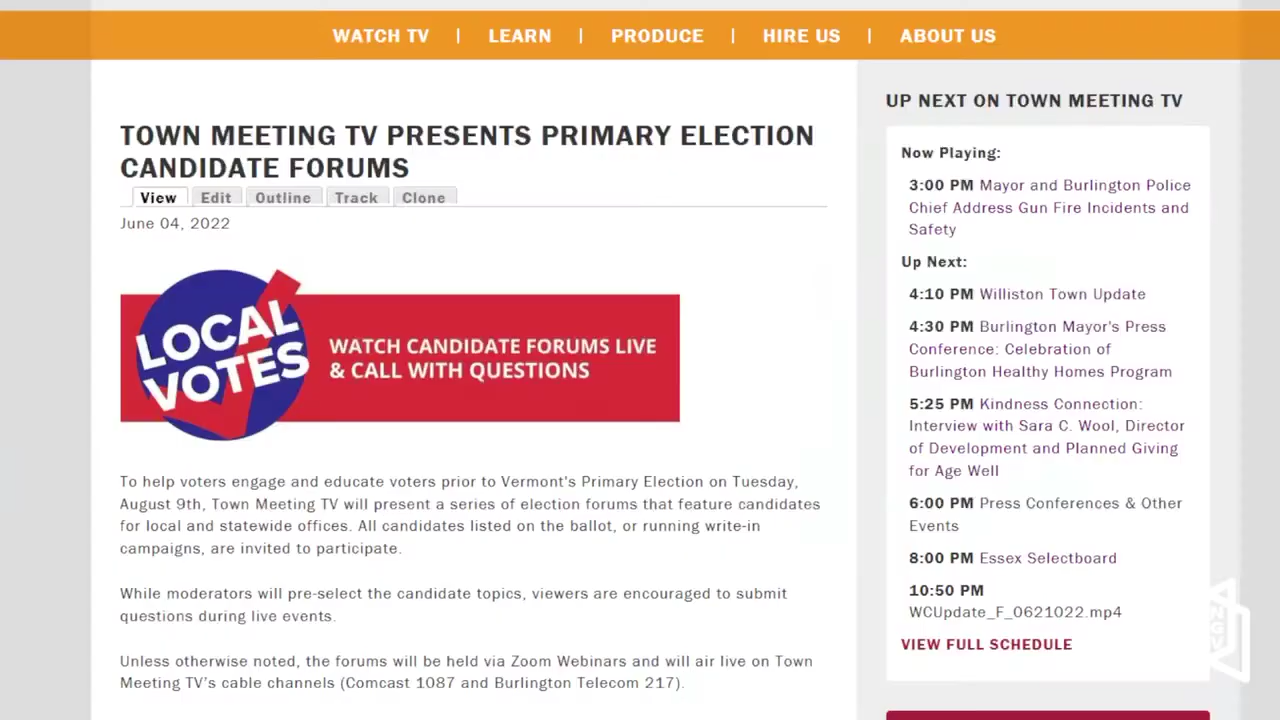 WATCH TV | LEARN | PRODUCE | HIRE US | ABOUT US
TOWN MEETING TV PRESENTS PRIMARY ELECTION
CANDIDATE FORUMS
View Edit Outline Track Clone
June 04, 2022
LOCAL
VOTES
WATCH CANDIDATE FORUMS LIVE
& CALL WITH QUESTIONS
To help voters engage and educate voters prior to Vermont's Primary Election on Tuesday,
August 9th, Town Meeting TV will present a series of election forums that feature candidates
for local and statewide offices. All candidates listed on the ballot, or running write-in
campaigns, are invited to participate.
While moderators will pre-select the candidate topics, viewers are encouraged to submit
questions during live events.
Unless otherwise noted, the forums will be held via Zoom Webinars and will air live on Town
Meeting TV’s cable channels (Comcast 1087 and Burlington Telecom 217).
UP NEXT ON TOWN MEETING TV
Now Playing:
3:00 PM Mayor and Burlington Police
Chief Address Gun Fire Incidents and
Safety
Up Next:
4:10 PM Williston Town Update
4:30 PM Burlington Mayor's Press
Conference: Celebration of
Burlington Healthy Homes Program
5:25 PM Kindness Connection:
Interview with Sara C. Wool, Director
of Development and Planned Giving
for Age Well
6:00 PM Press Conferences & Other
Events
8:00 PM Essex Selectboard
10:50 PM
WCUpdate_F_0621022.mp4
VIEW FULL SCHEDULE